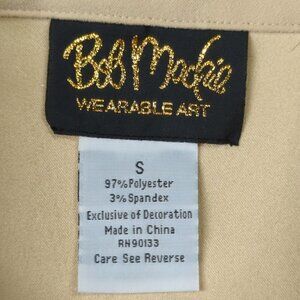 Bob Mackie
WEARABLE ART
S
97% Polyester
3% Spandex
Exclusive of Decoration
Made in China
RN90133
Care See Reverse